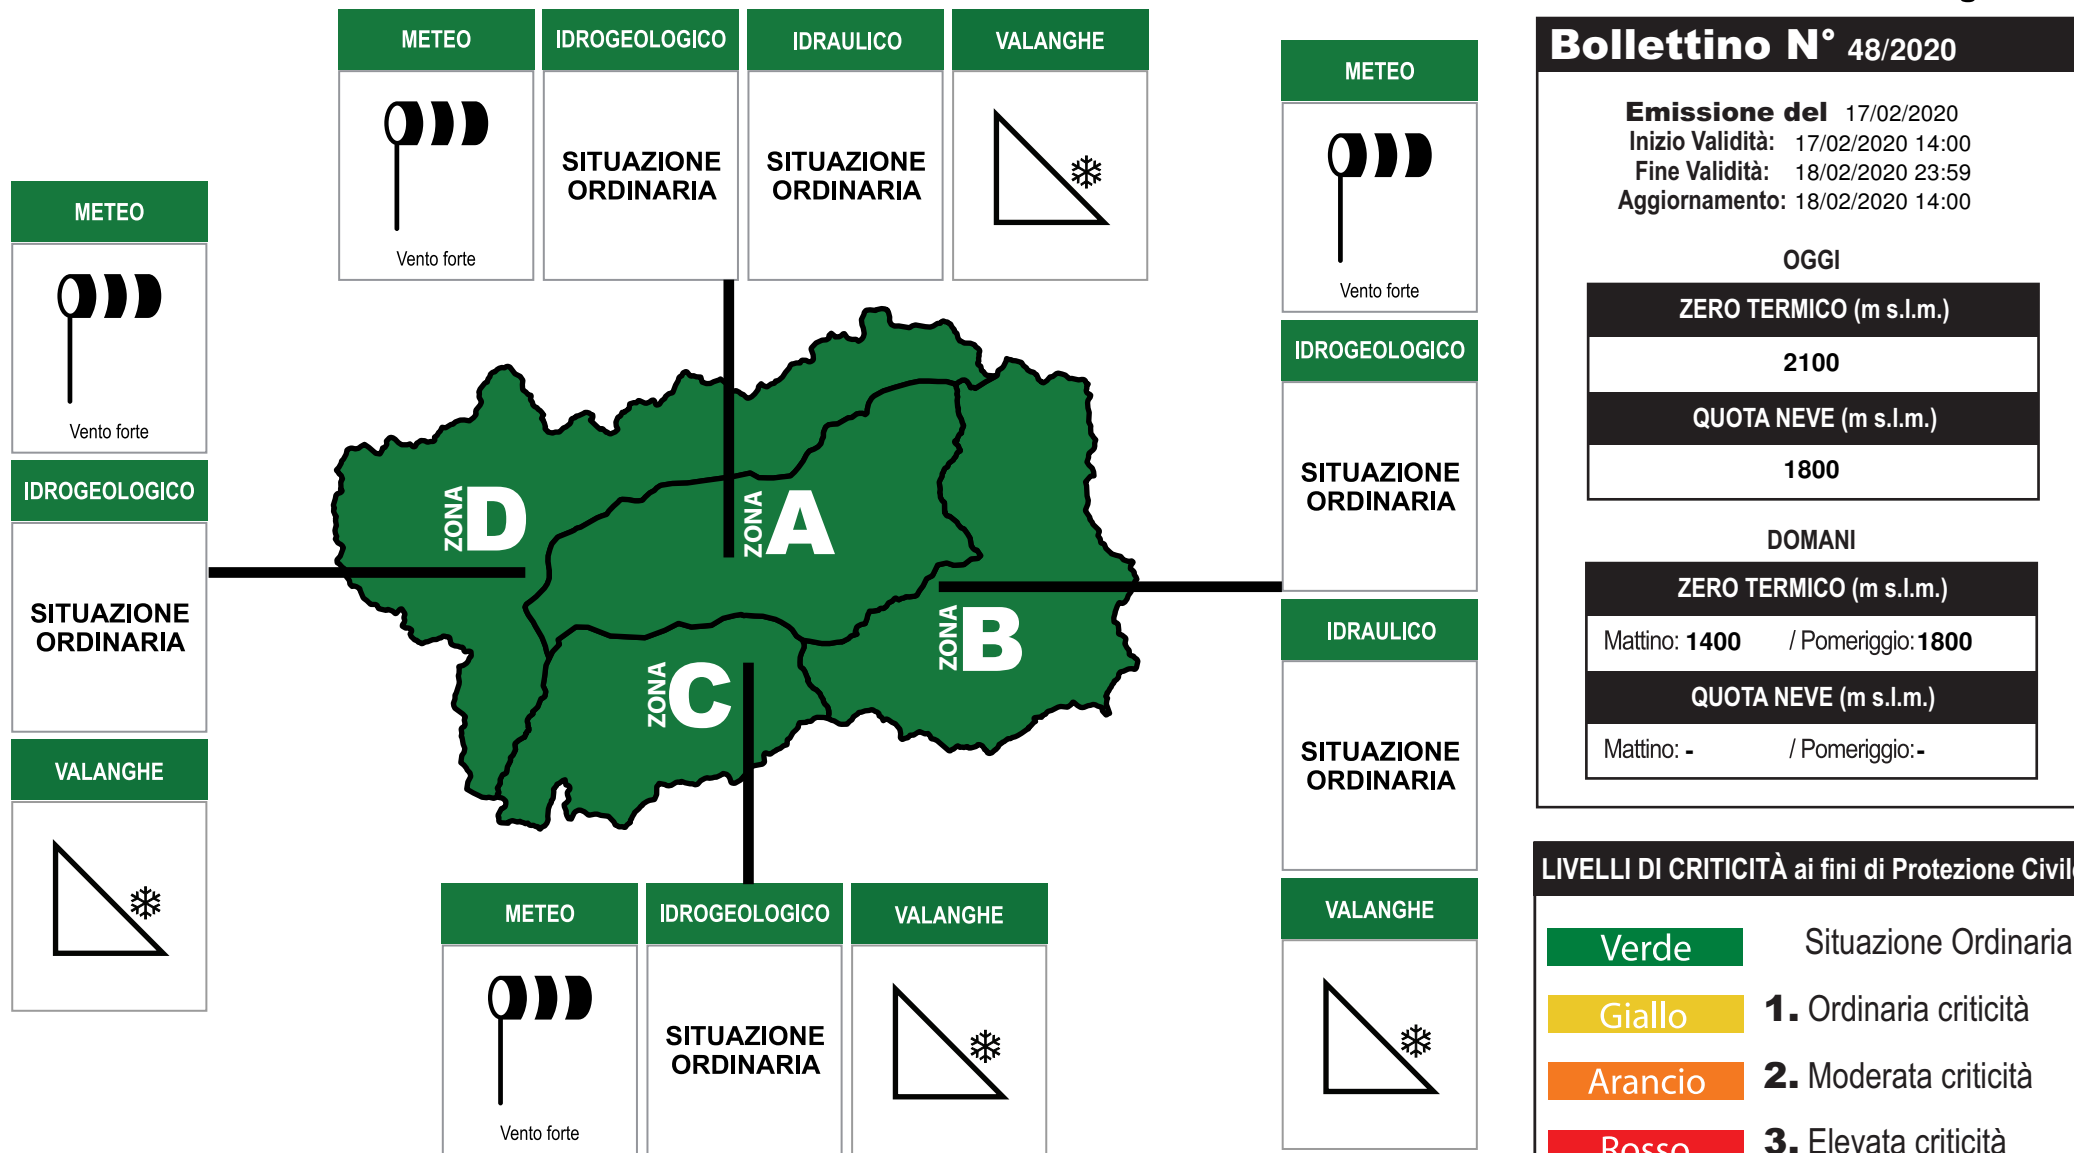 METEO
IDROGEOLOGICO
IDRAULICO
VALANGHE
Vento forte
SITUAZIONE
ORDINARIA
SITUAZIONE
ORDINARIA
METEO
Vento forte
IDROGEOLOGICO
SITUAZIONE
ORDINARIA
VALANGHE
METEO
Vento forte
IDROGEOLOGICO
SITUAZIONE
ORDINARIA
IDRAULICO
SITUAZIONE
ORDINARIA
VALANGHE
ZONA D
ZONA A
ZONA B
ZONA C
METEO
IDROGEOLOGICO
VALANGHE
Vento forte
SITUAZIONE
ORDINARIA
Bollettino N° 48/2020
Emissione del 17/02/2020
Inizio Validità: 17/02/2020 14:00
Fine Validità: 18/02/2020 23:59
Aggiornamento: 18/02/2020 14:00
OGGI
ZERO TERMICO (m s.l.m.)
2100
QUOTA NEVE (m s.l.m.)
1800
DOMANI
ZERO TERMICO (m s.l.m.)
Mattino: 1400 / Pomeriggio: 1800
QUOTA NEVE (m s.l.m.)
Mattino: - / Pomeriggio: -
LIVELLI DI CRITICITÀ ai fini di Protezione Civile
Verde Situazione Ordinaria
Giallo 1. Ordinaria criticità
Arancio 2. Moderata criticità
Rosso 3. Elevata criticità